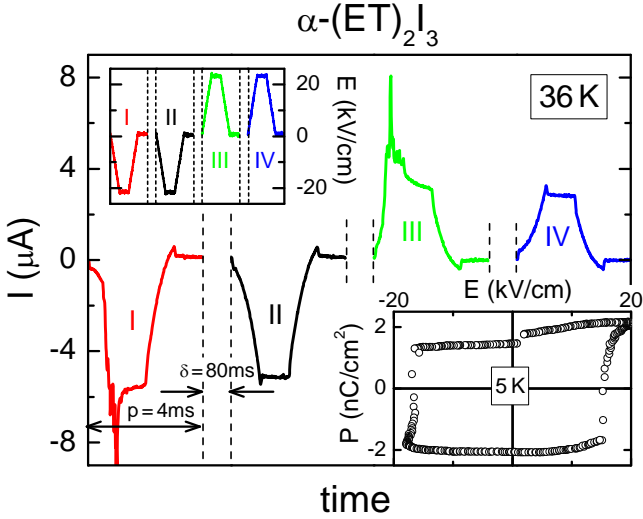 α-(ET)₂I₃
8
4
0
-4
-8
I (μA)
I
II
III
IV
20
0
-20
E (kV/cm)
36 K
I
II
III
IV
δ = 80ms
p = 4ms
-20
E (kV/cm)
20
2
0
-2
P (nC/cm²)
5 K
time